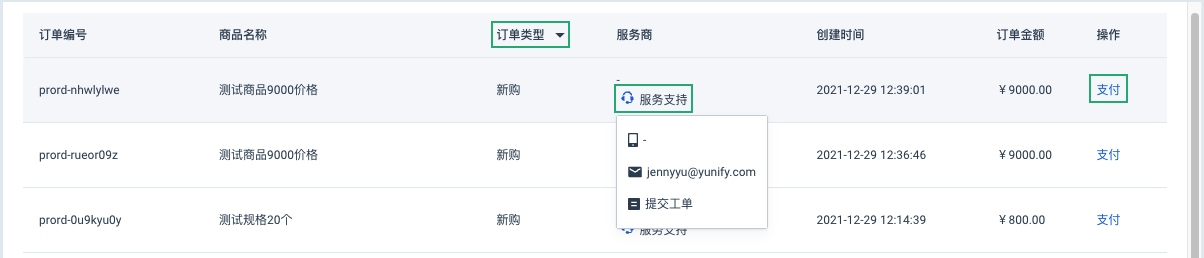 订单编号 商品名称 订单类型 服务商 创建时间 订单金额 操作
prord-nhwlylwe 测试商品9000价格 新购 - 2021-12-29 12:39:01 ¥9000.00 支付
服务支持
-
prord-rueor09z 测试商品9000价格 新购 2021-12-29 12:36:46 ¥9000.00 支付
jennyyu@yunify.com
提交工单
prord-0u9kyu0y 测试规格20个 新购 2021-12-29 12:14:39 ¥800.00 支付
服务支持